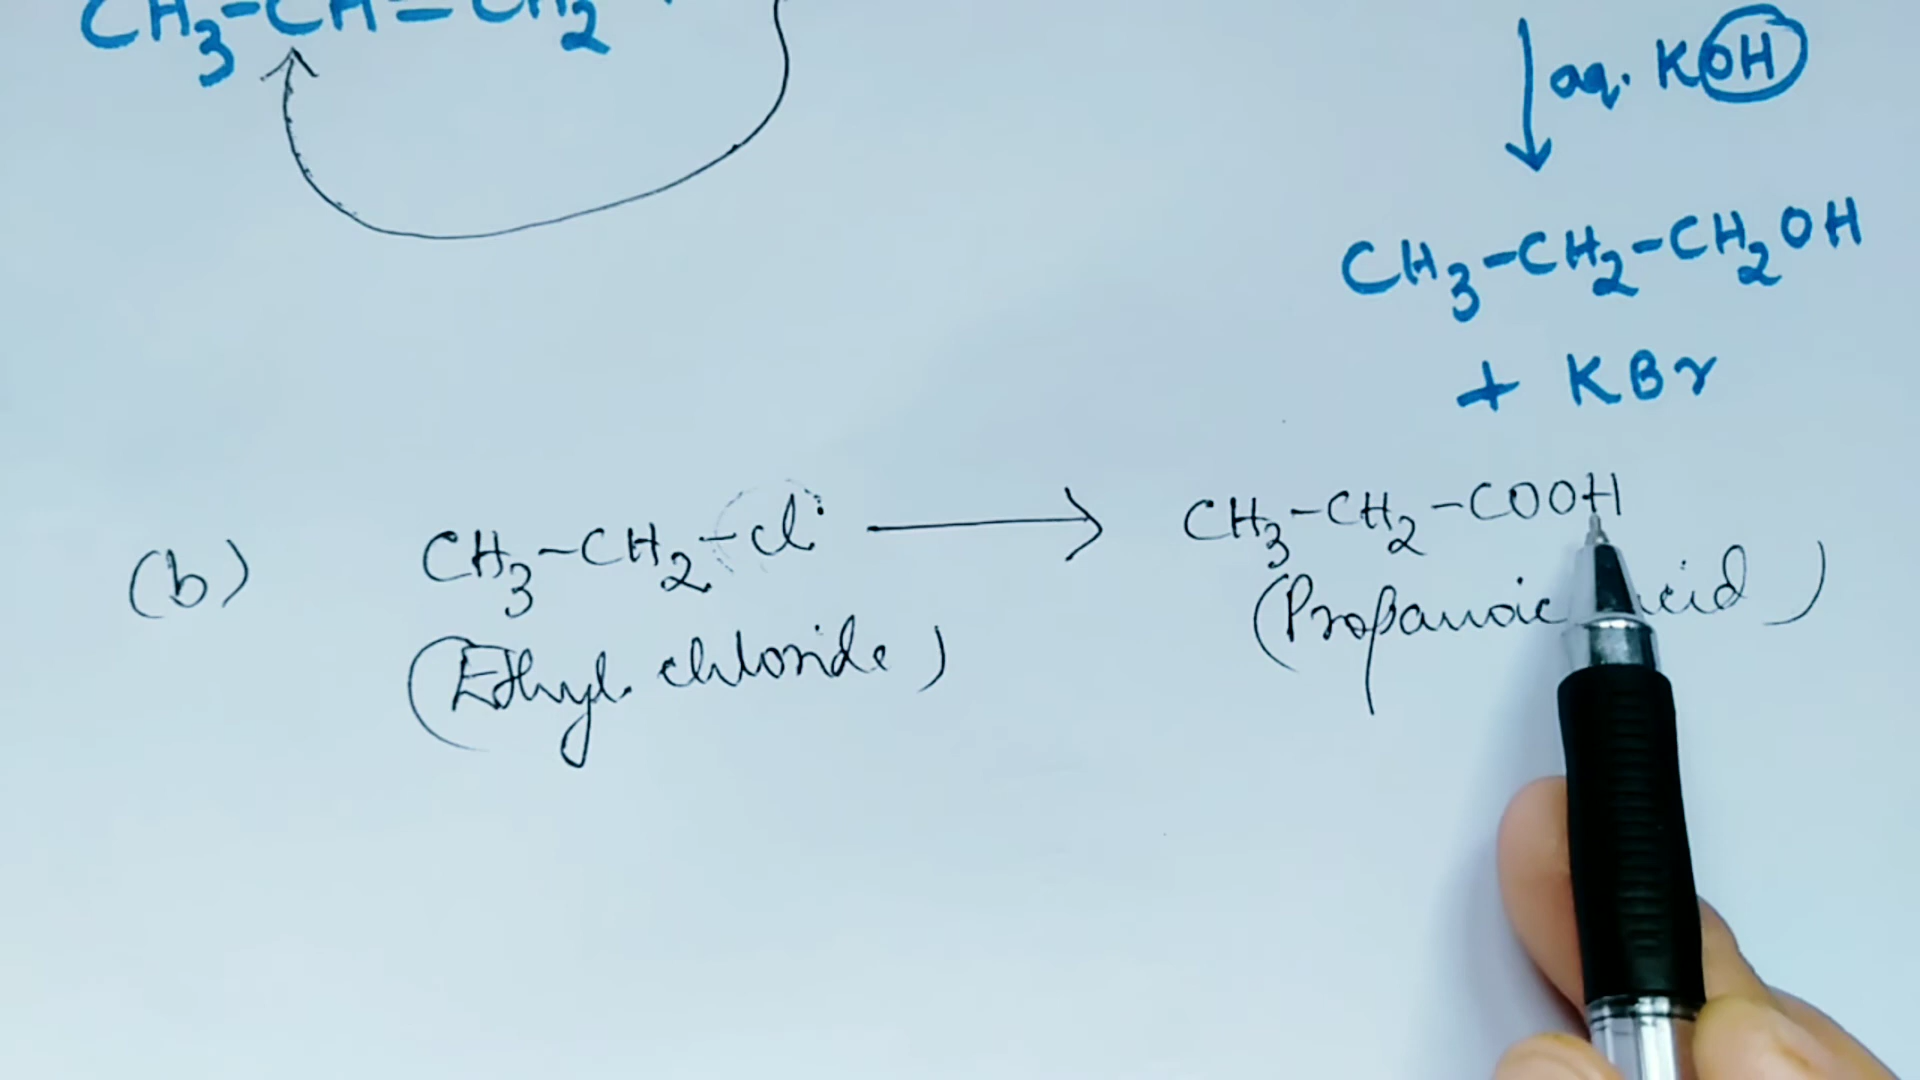 CH3-CH=CH2
aq. KOH
CH3-CH2-CH2OH
+ KBr
(b) CH3-CH2-Cl → CH3-CH2-COOH
(Ethyl chloride) (Propanoic acid)